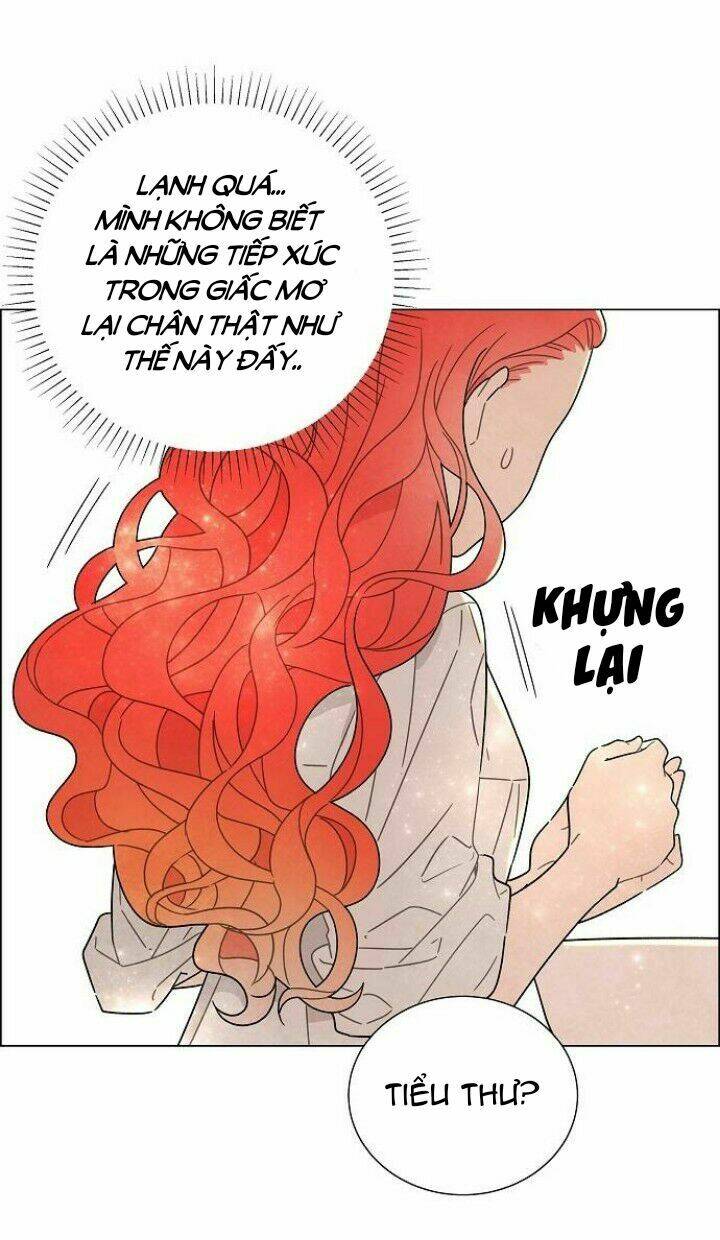 LẠNH QUÁ...
MÌNH KHÔNG BIẾT
LÀ NHỮNG TIẾP XÚC
TRONG GIẤC MƠ
LẠI CHÂN THẬT NHƯ
THẾ NÀY ĐẤY..
KHỰNG
LẠI
TIỂU THƯ?